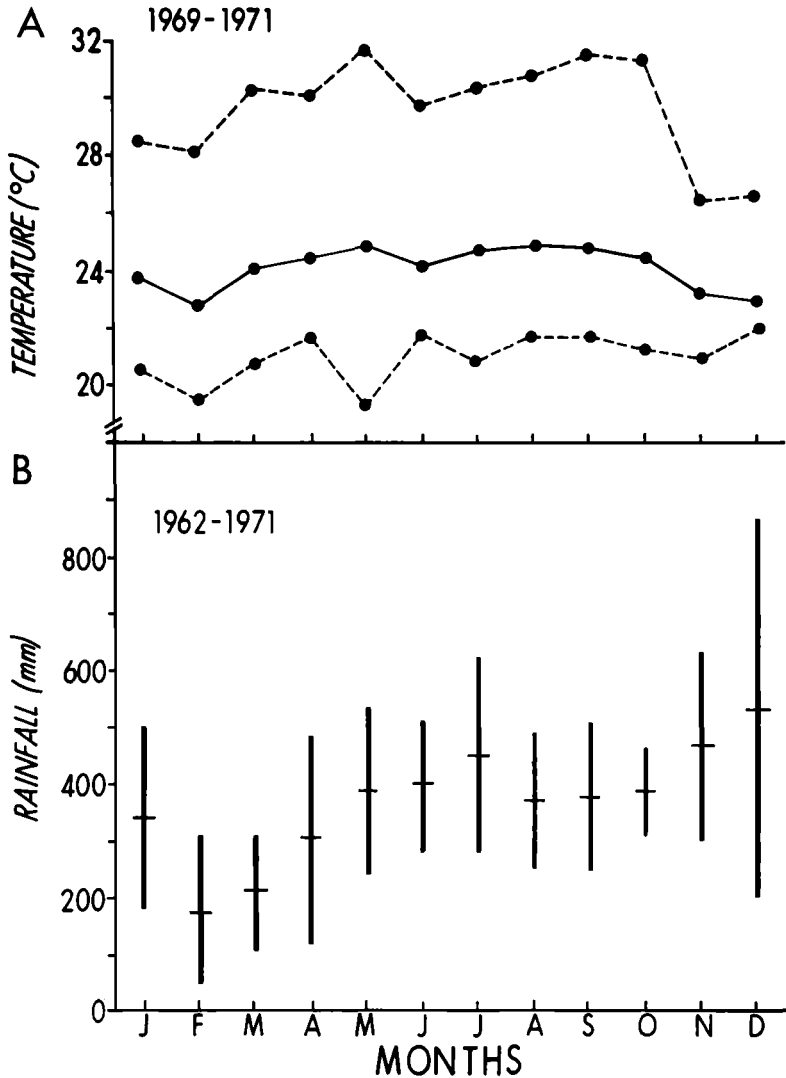 A
1969-1971
32
28
24
20
TEMPERATURE (°C)
B
1962-1971
800
600
400
200
0
RAINFALL (mm)
J F M A M J J A S O N D
MONTHS